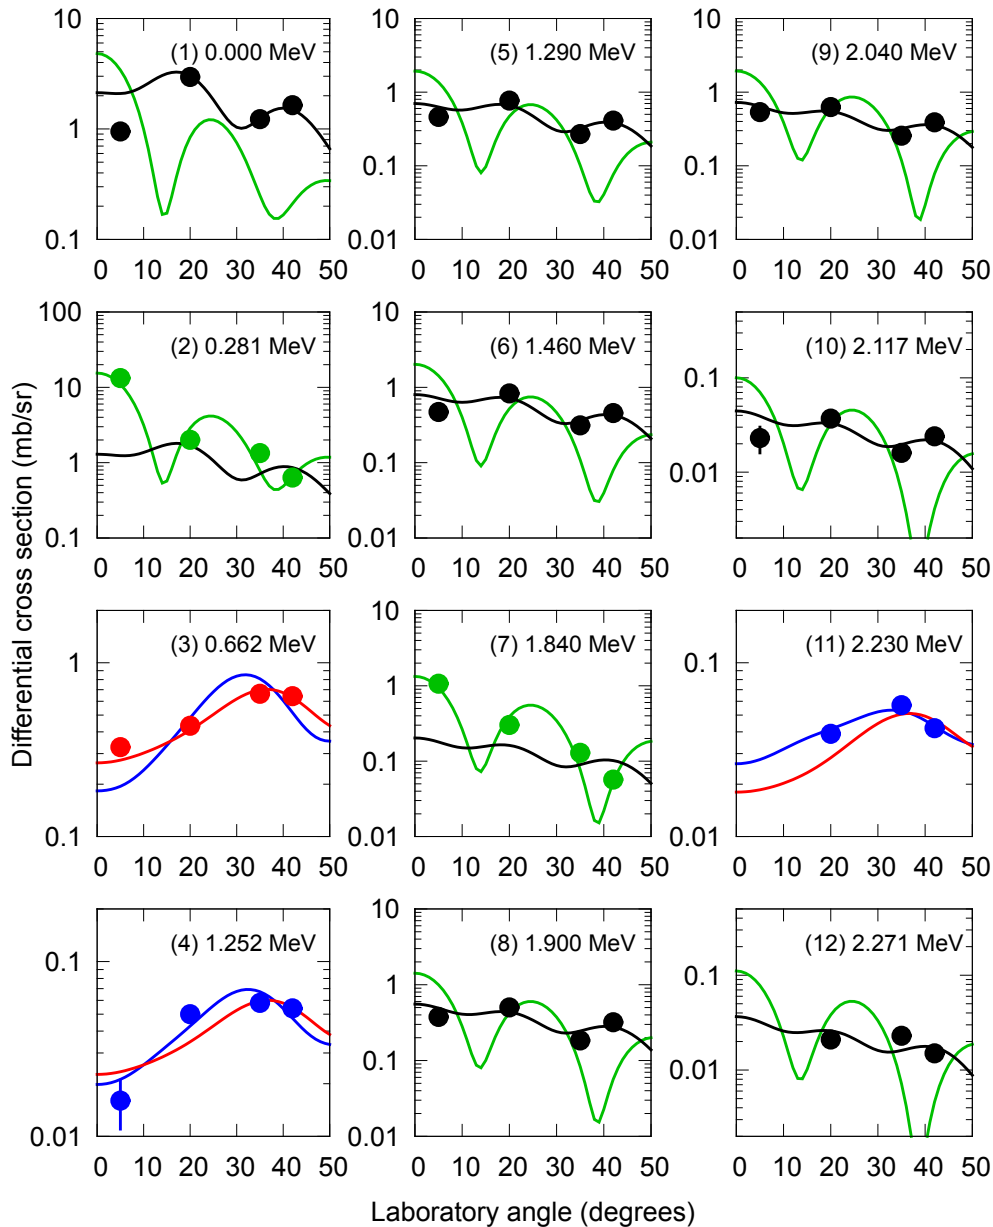 (1) 0.000 MeV
10
1
0.1
0 10 20 30 40 50
(5) 1.290 MeV
10
1
0.1
0.01
0 10 20 30 40 50
(9) 2.040 MeV
10
1
0.1
0.01
0 10 20 30 40 50
(2) 0.281 MeV
100
10
1
0.1
0 10 20 30 40 50
(6) 1.460 MeV
10
1
0.1
0.01
0 10 20 30 40 50
(10) 2.117 MeV
0.1
0.01
0 10 20 30 40 50
Differential cross section (mb/sr)
(3) 0.662 MeV
1
0.1
0 10 20 30 40 50
(7) 1.840 MeV
10
1
0.1
0.01
0 10 20 30 40 50
(11) 2.230 MeV
0.1
0.01
0 10 20 30 40 50
(4) 1.252 MeV
0.1
0.01
0 10 20 30 40 50
(8) 1.900 MeV
10
1
0.1
0.01
0 10 20 30 40 50
(12) 2.271 MeV
0.1
0.01
0 10 20 30 40 50
Laboratory angle (degrees)